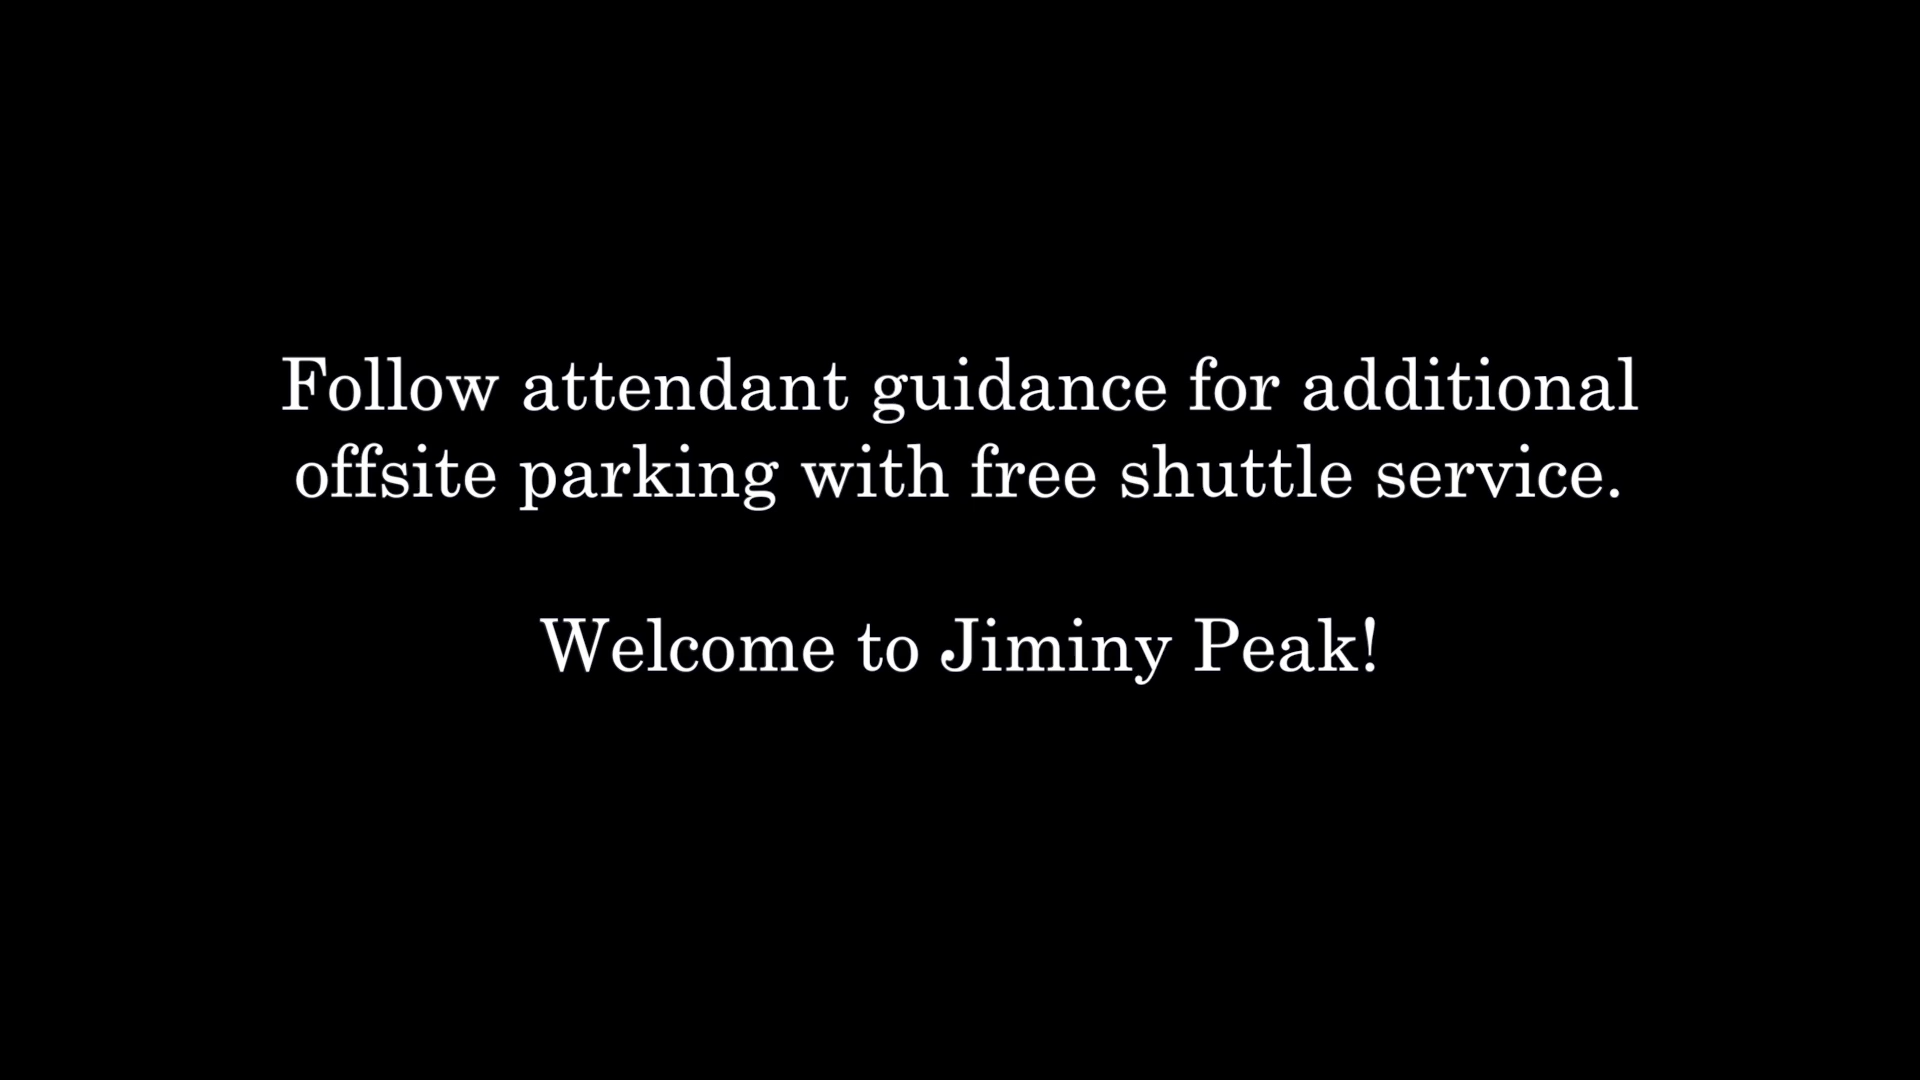 Follow attendant guidance for additional
offsite parking with free shuttle service.
Welcome to Jiminy Peak!